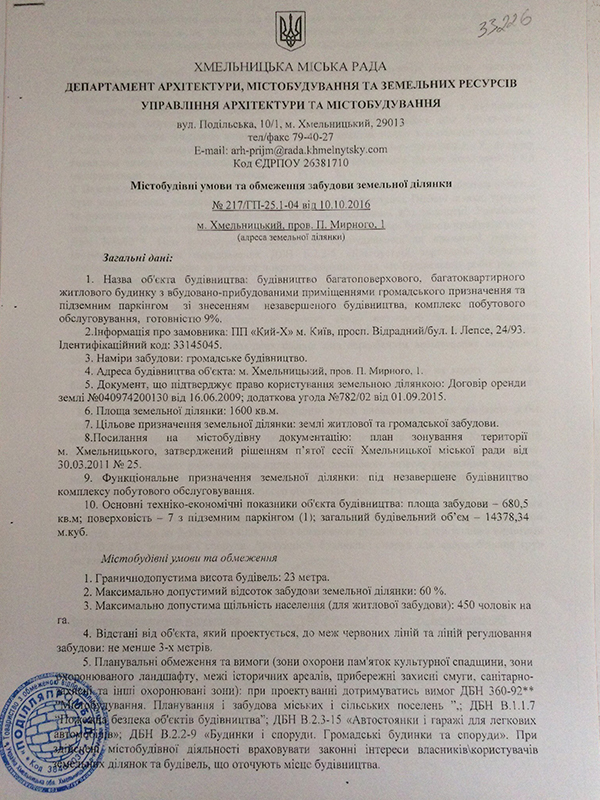 33226
ХМЕЛЬНИЦЬКА МІСЬКА РАДА
ДЕПАРТАМЕНТ АРХІТЕКТУРИ, МІСТОБУДУВАННЯ ТА ЗЕМЕЛЬНИХ РЕСУРСІВ
УПРАВЛІННЯ АРХІТЕКТУРИ ТА МІСТОБУДУВАННЯ
вул. Подільська, 10/1, м. Хмельницький, 29013
тел/факс 79-40-27
E-mail: arh-prijm@rada.khmelnytsky.com
Код ЄДРПОУ 26381710
Містобудівні умови та обмеження забудови земельної ділянки
№ 217/ГП-25.1-04 від 10.10.2016
м. Хмельницький, пров. П. Мирного, 1
(адреса земельної ділянки)
Загальні дані:
1. Назва об'єкта будівництва: будівництво багатоповерхового, багатоквартирного
житлового будинку з вбудовано-прибудованими приміщеннями громадського призначення та
підземним паркінгом зі знесенням незавершеного будівництва, комплекс побутового
обслуговування, готовністю 9%.
2.Інформація про замовника: ПП «Кий-Х» м. Київ, просп. Відрадний/бул. І. Лепсе, 24/93.
Ідентифікаційний код: 33145045.
3. Наміри забудови: громадське будівництво.
4. Адреса будівництва об'єкта: м. Хмельницький, пров. П. Мирного, 1.
5. Документ, що підтверджує право користування земельною ділянкою: Договір оренди
землі №040974200130 від 16.06.2009; додаткова угода №782/02 від 01.09.2015.
6. Площа земельної ділянки: 1600 кв.м.
7. Цільове призначення земельної ділянки: землі житлової та громадської забудови.
8.Посилання на містобудівну документацію: план зонування території
м. Хмельницького, затверджений рішенням п’ятої сесії Хмельницької міської ради від
30.03.2011 № 25.
9. Функціональне призначення земельної ділянки: під незавершене будівництво
комплексу побутового обслуговування.
10. Основні техніко-економічні показники об'єкта будівництва: площа забудови – 680,5
кв.м; поверховість – 7 з підземним паркінгом (1); загальний будівельний об’єм – 14378,34
м.куб.
Містобудівні умови та обмеження
1. Граничнодопустима висота будівель: 23 метра.
2. Максимально допустимий відсоток забудови земельної ділянки: 60 %.
3. Максимально допустима щільність населення (для житлової забудови): 450 чоловік на
га.
4. Відстані від об'єкта, який проектується, до меж червоних ліній та ліній регулювання
забудови: не менше 3-х метрів.
5. Планувальні обмеження та вимоги (зони охорони пам'яток культурної спадщини, зони
охоронюваного ландшафту, межі історичних ареалів, прибережні захисні смуги, санітарно-
захисні та інші охоронювані зони): при проектуванні дотримуватись вимог ДБН 360-92**
"Містобудування. Планування і забудова міських і сільських поселень ",; ДБН В.1.1.7
"Пожежна безпека об'єктів будівництва"; ДБН В.2.3-15 «Автостоянки і гаражі для легкових
автомобілів»; ДБН В.2.2-9 «Будинки і споруди. Громадські будинки та споруди». При
здійсненні містобудівної діяльності враховувати законні інтереси власників\користувачів
земельних ділянок та будівель, що оточують місце будівництва.